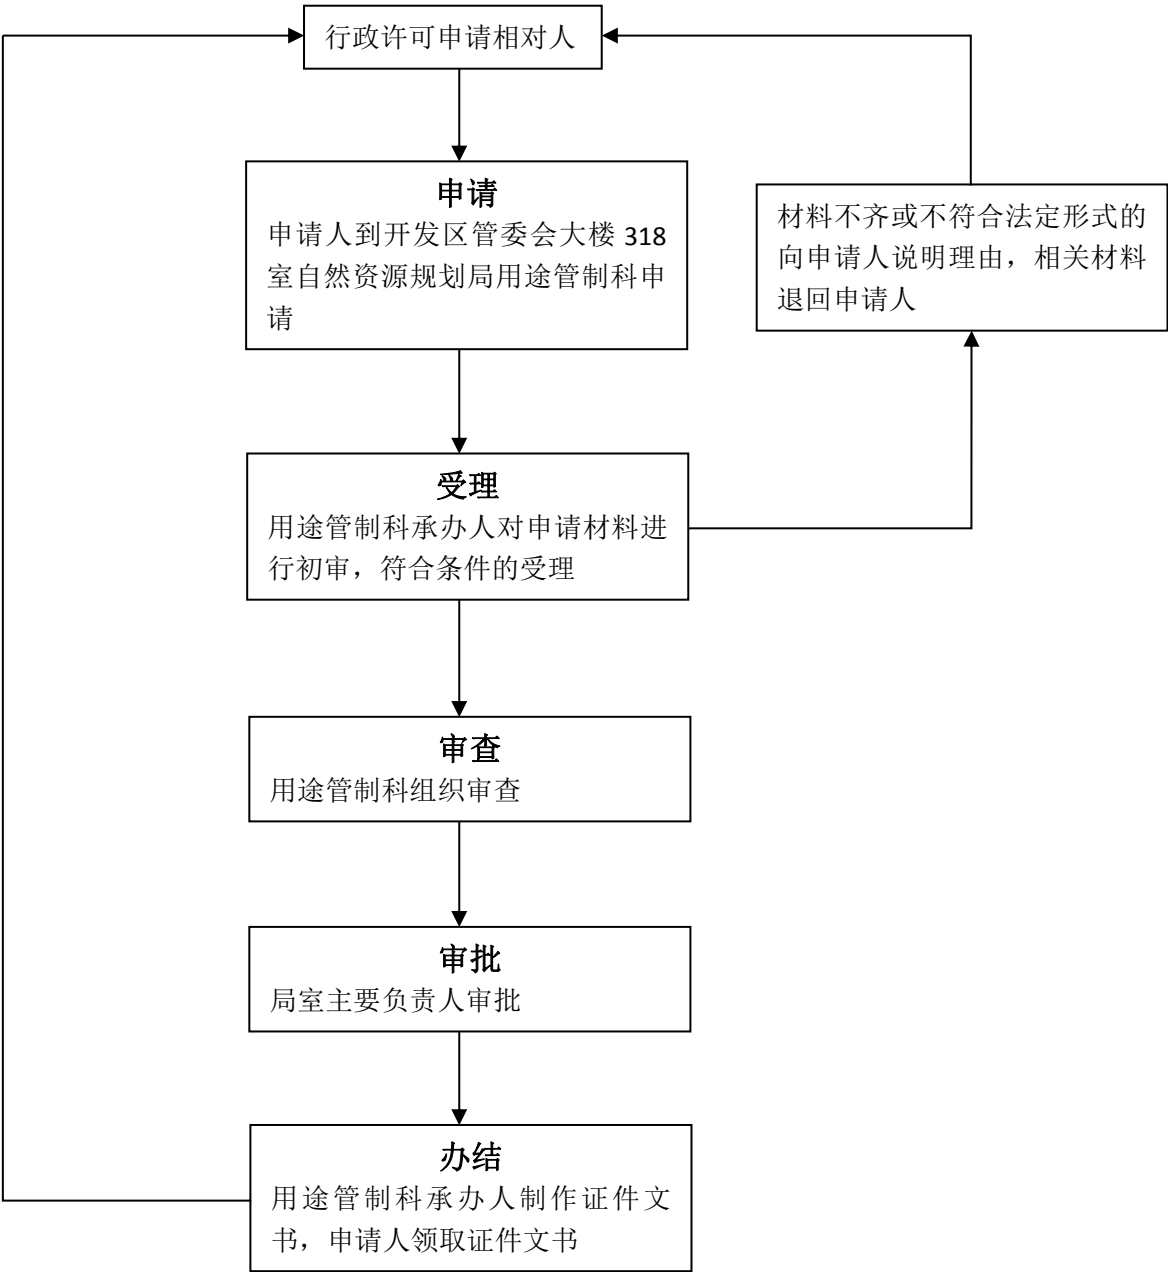 行政许可申请相对人
申请
申请人到开发区管委会大楼 318
室自然资源规划局用途管制科申
请
材料不齐或不符合法定形式的
向申请人说明理由，相关材料
退回申请人
受理
用途管制科承办人对申请材料进
行初审，符合条件的受理
审查
用途管制科组织审查
审批
局室主要负责人审批
办结
用途管制科承办人制作证件文
书，申请人领取证件文书